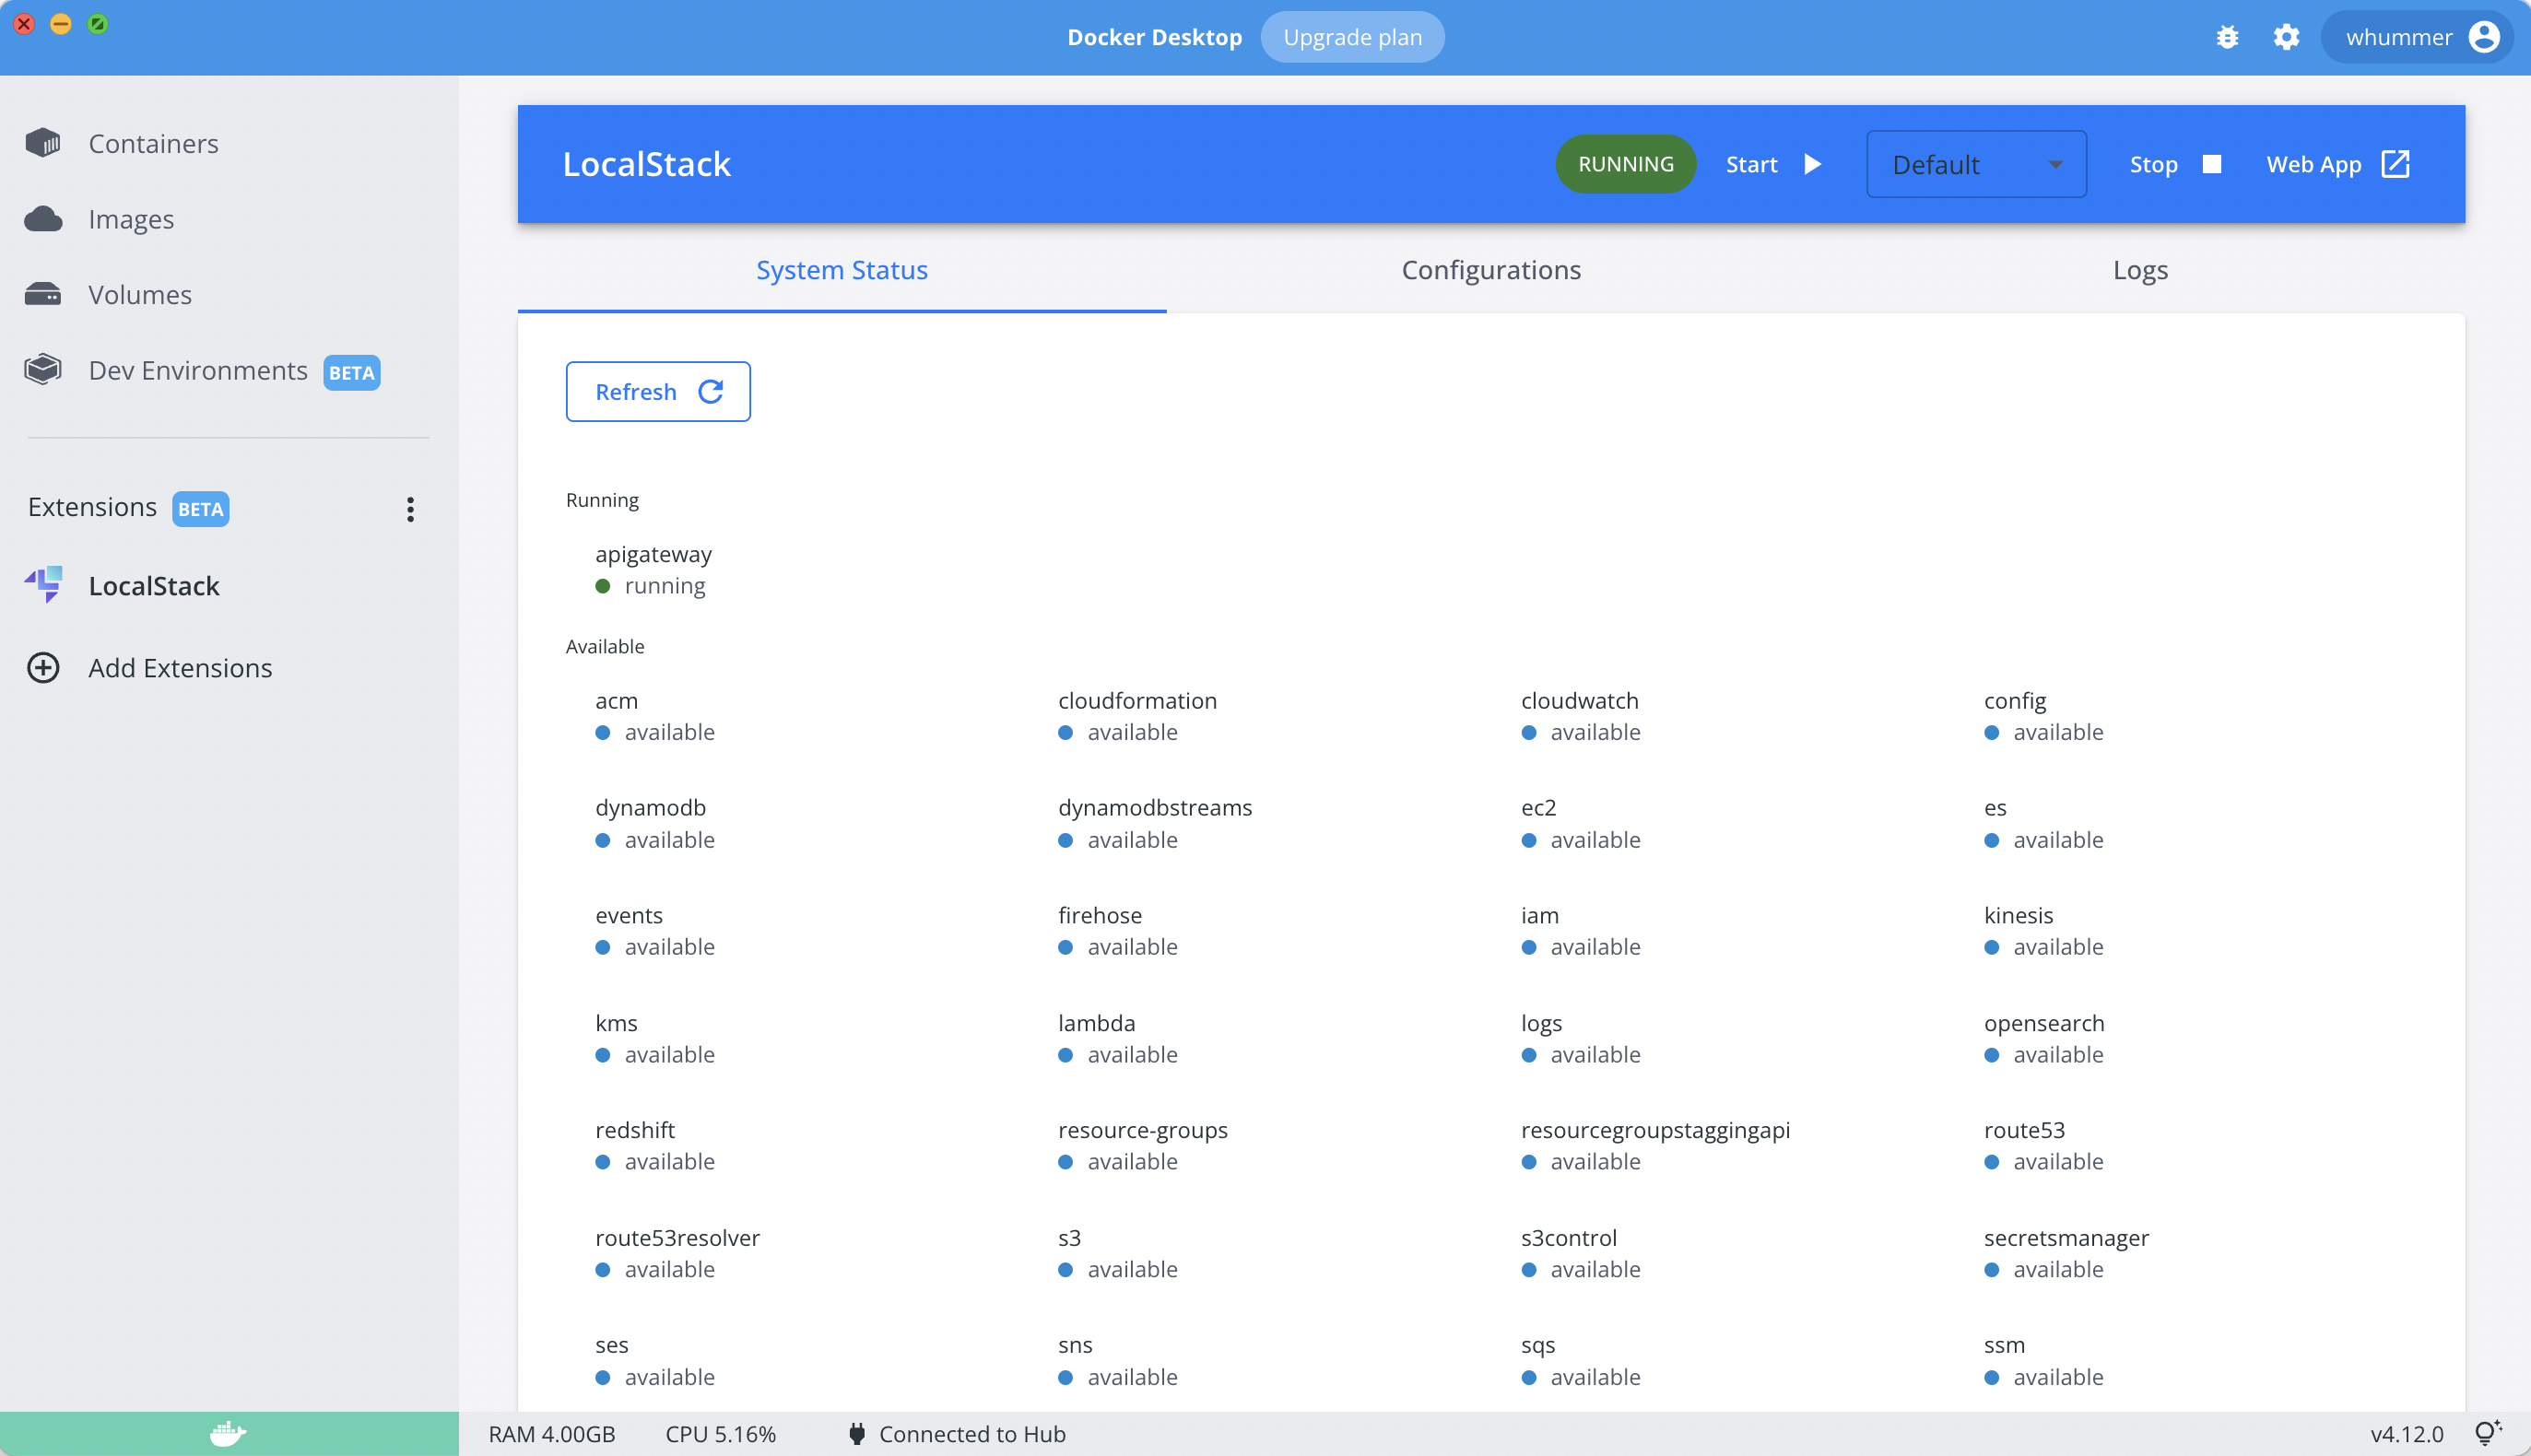 Docker Desktop Upgrade plan whummer
Containers
Images
Volumes
Dev Environments BETA
Extensions BETA
LocalStack
Add Extensions
LocalStack RUNNING Start Default Stop Web App
System Status Configurations Logs
Refresh
Running
apigateway
running
Available
acm cloudformation cloudwatch config
available available available available
dynamodb dynamodbstreams ec2 es
available available available available
events firehose iam kinesis
available available available available
kms lambda logs opensearch
available available available available
redshift resource-groups resourcegroupstaggingapi route53
available available available available
route53resolver s3 s3control secretsmanager
available available available available
ses sns sqs ssm
available available available available
RAM 4.00GB CPU 5.16% Connected to Hub v4.12.0